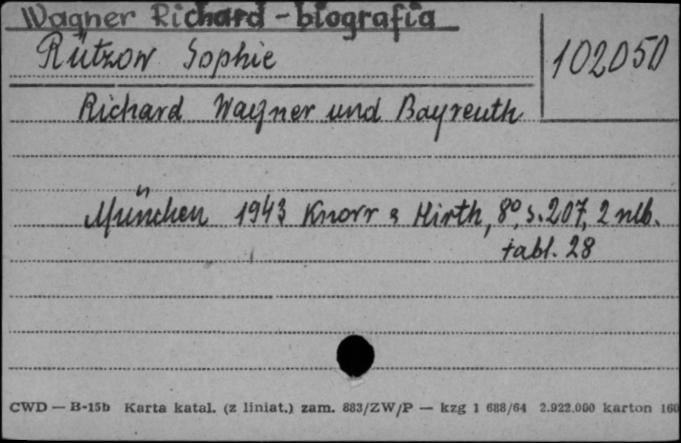 Wagner Richard - biografia
Rützow Sophie
102050
Richard Wagner und Bayreuth
München 1943 Knorr & Hirth, 8°, s. 207, 2 nlb.
tabl. 28
CWD — B-15b Karta katal. (z liniat.) zam. 883/ZW/P — kzg 1 688/64 2.922.000 karton 160